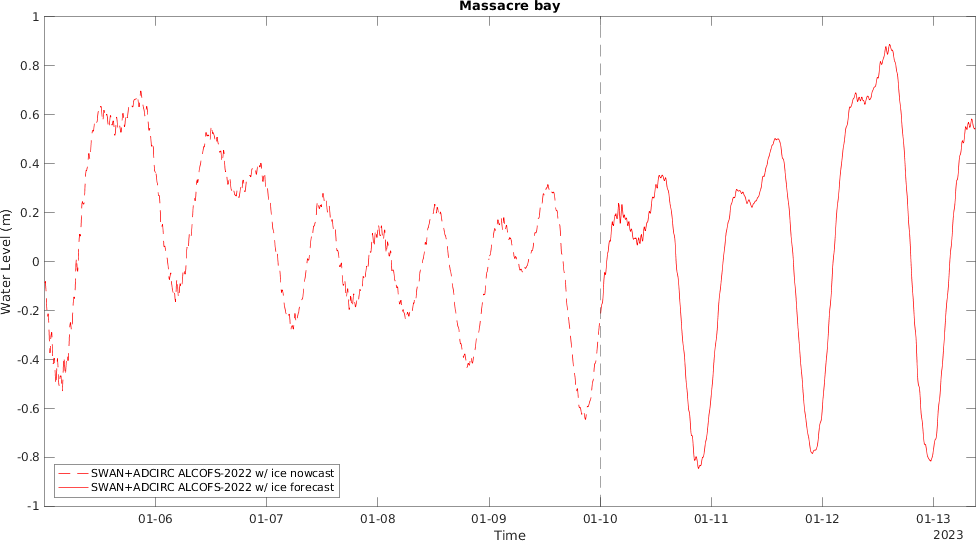 Massacre bay
1
0.8
0.6
0.4
0.2
0
-0.2
-0.4
-0.6
-0.8
-1
Water Level (m)
SWAN+ADCIRC ALCOFS-2022 w/ ice nowcast
SWAN+ADCIRC ALCOFS-2022 w/ ice forecast
01-06 01-07 01-08 01-09 01-10 01-11 01-12 01-13
Time
2023